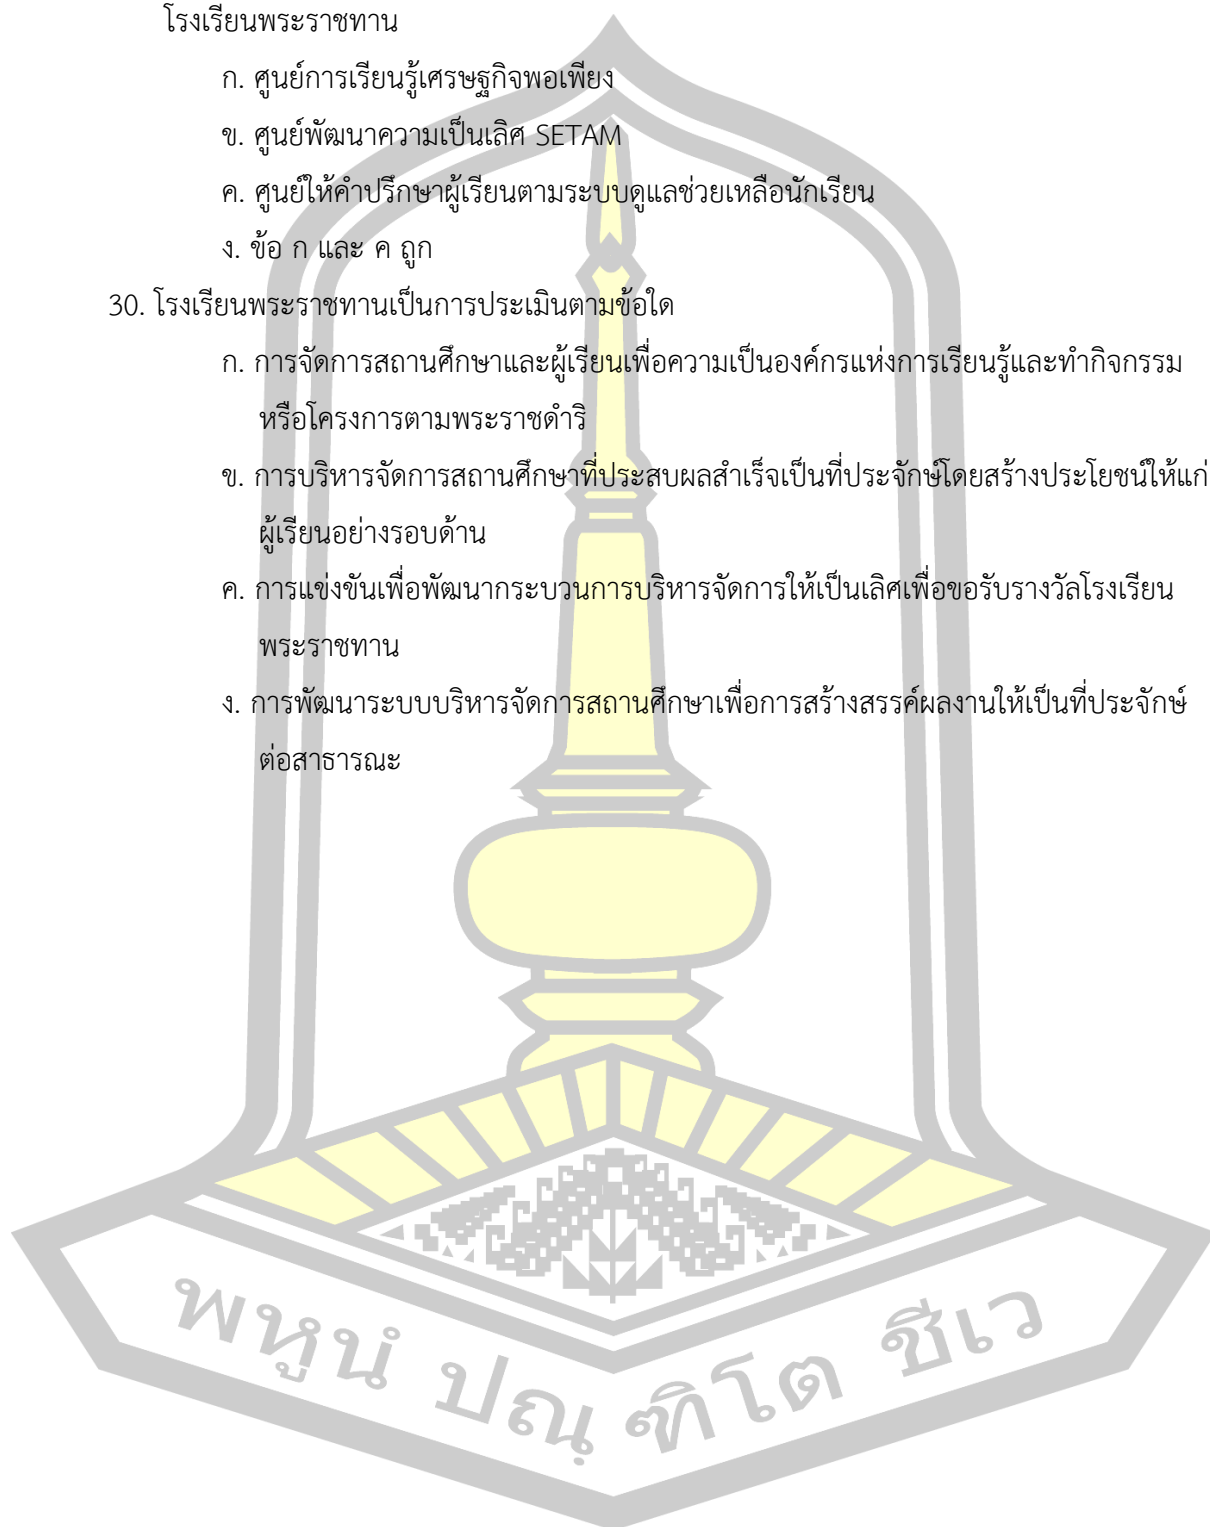 โรงเรียนพระราชทาน
ก. ศูนย์การเรียนรู้เศรษฐกิจพอเพียง
ข. ศูนย์พัฒนาความเป็นเลิศ SETAM
ค. ศูนย์ให้คำปรึกษาผู้เรียนตามระบบดูแลช่วยเหลือนักเรียน
ง. ข้อ ก และ ค ถูก
30. โรงเรียนพระราชทานเป็นการประเมินตามข้อใด
ก. การจัดการสถานศึกษาและผู้เรียนเพื่อความเป็นองค์กรแห่งการเรียนรู้และทำกิจกรรม
หรือโครงการตามพระราชดำริ
ข. การบริหารจัดการสถานศึกษาที่ประสบผลสำเร็จเป็นที่ประจักษ์โดยสร้างประโยชน์ให้แก่
ผู้เรียนอย่างรอบด้าน
ค. การแข่งขันเพื่อพัฒนากระบวนการบริหารจัดการให้เป็นเลิศเพื่อขอรับรางวัลโรงเรียน
พระราชทาน
ง. การพัฒนาระบบบริหารจัดการสถานศึกษาเพื่อการสร้างสรรค์ผลงานให้เป็นที่ประจักษ์
ต่อสาธารณะ
พหูนํ ปณฺฑิโต ชีเว